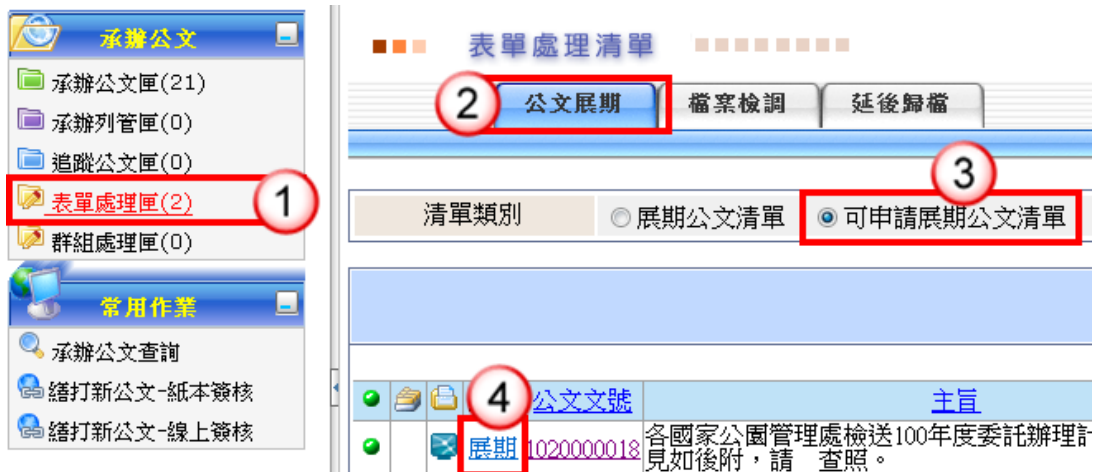 承辦公文
承辦公文匣(21)
承辦列管匣(0)
追蹤公文匣(0)
表單處理匣(2)
1
群組處理匣(0)
常用作業
承辦公文查詢
繕打新公文-紙本簽核
繕打新公文-線上簽核
表單處理清單
2
公文展期
檔案檢調
延後歸檔
3
清單類別
展期公文清單
可申請展期公文清單
4
公文文號
主旨
展期
1020000018
各國家公園管理處檢送100年度委託辦理
見如後附，請 查照。